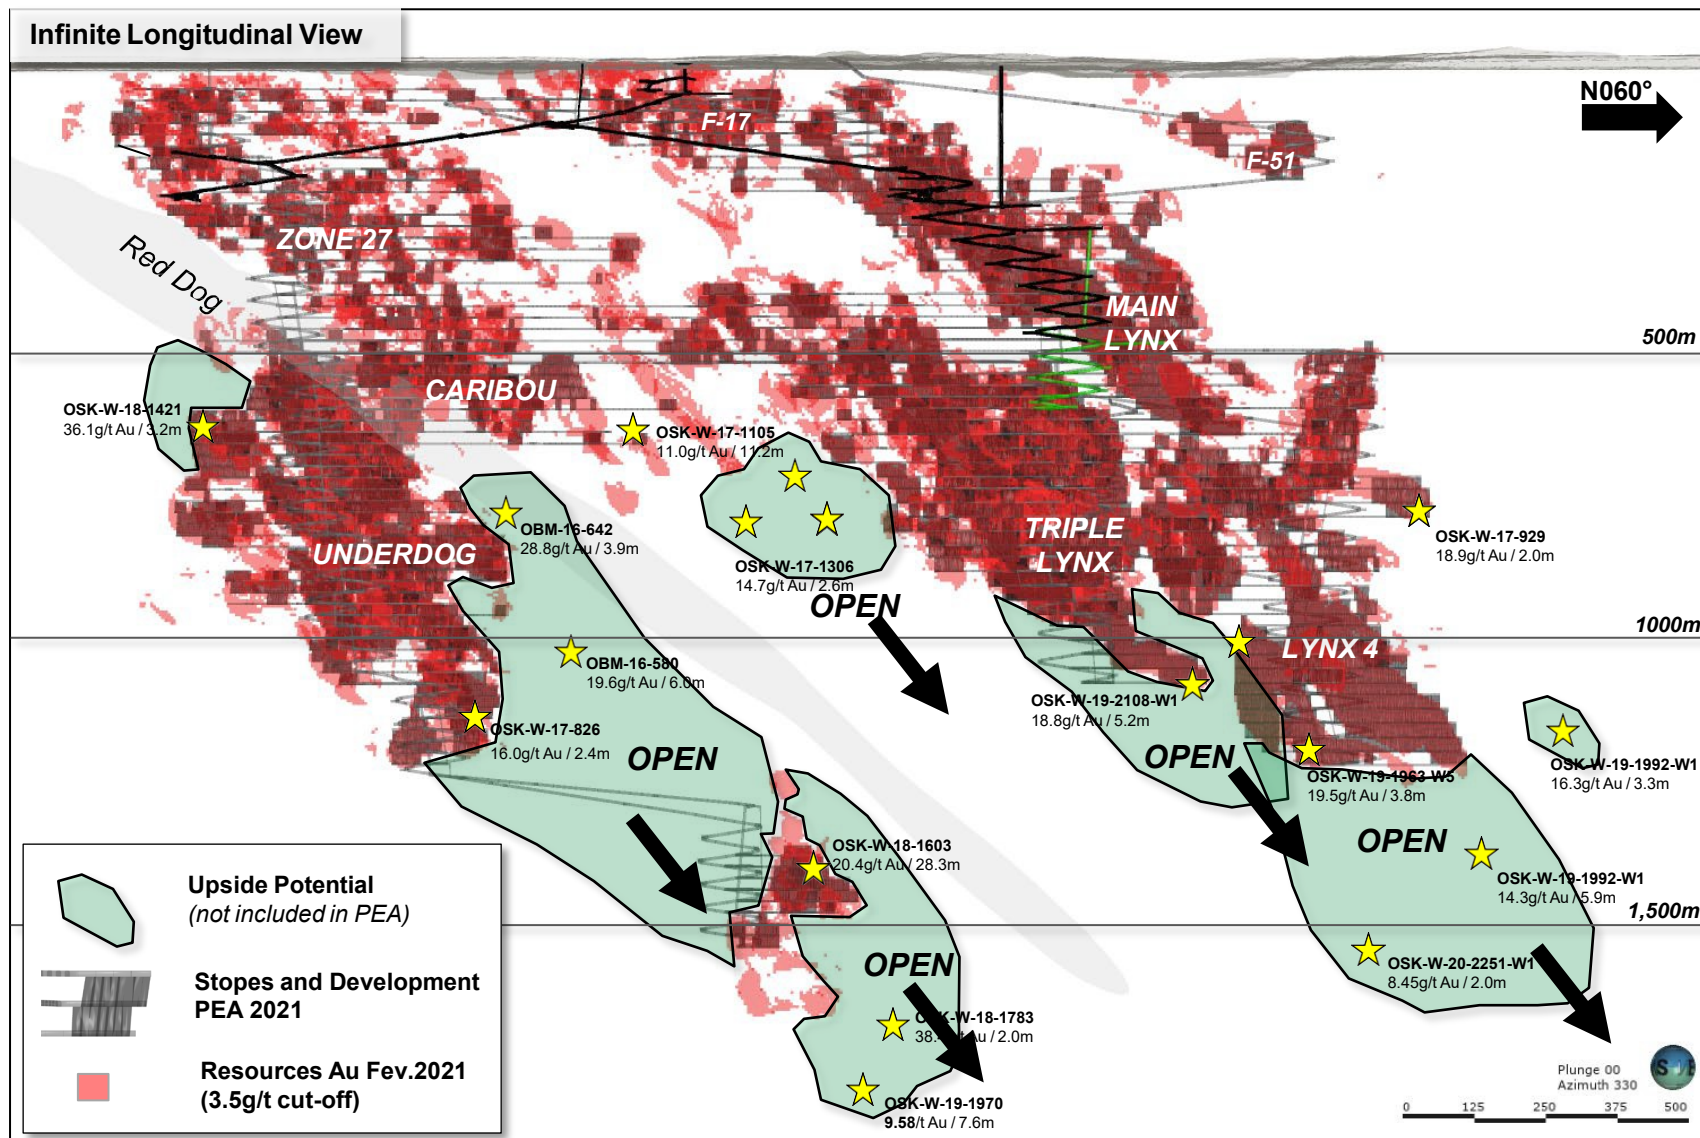 Infinite Longitudinal View
N060°
F-17
F-51
ZONE 27
Red Dog
MAIN
LYNX
500m
CARIBOU
OSK-W-18-1421
36.1g/t Au / 3.2m
OSK-W-17-1105
11.0g/t Au / 11.2m
OBM-16-642
28.8g/t Au / 3.9m
UNDERDOG
TRIPLE
LYNX
OSK-W-17-929
18.9g/t Au / 2.0m
OSK-W-17-1306
14.7g/t Au / 2.6m
OPEN
1000m
LYNX 4
OBM-16-580
19.6g/t Au / 6.0m
OSK-W-19-2108-W1
18.8g/t Au / 5.2m
OSK-W-17-826
16.0g/t Au / 2.4m
OPEN
OPEN
OSK-W-19-1963-W5
19.5g/t Au / 3.8m
OSK-W-19-1992-W1
16.3g/t Au / 3.3m
OPEN
OSK-W-18-1603
20.4g/t Au / 28.3m
OSK-W-19-1992-W1
14.3g/t Au / 5.9m
1,500m
OPEN
OSK-W-20-2251-W1
8.45g/t Au / 2.0m
OSK-W-18-1783
Au / 2.0m
OSK-W-19-1970
9.58/t Au / 7.6m
Upside Potential
(not included in PEA)
Stopes and Development
PEA 2021
Resources Au Fev.2021
(3.5g/t cut-off)
Plunge 00
Azimuth 330
0 125 250 375 500